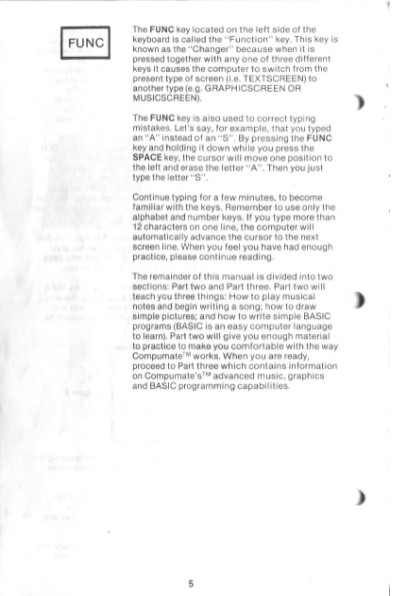 FUNC
The FUNC key located on the left side of the
keyboard is called the "Function" key. This key is
known as the "Changer" because when it is
pressed together with any one of three different
keys it causes the computer to switch from the
present type of screen (i.e. TEXTSCREEN) to
another type (e.g. GRAPHICSCREEN OR
MUSICSCREEN).
The FUNC key is also used to correct typing
mistakes. Let's say, for example, that you typed
an "A" instead of an "S". By pressing the FUNC
key and holding it down while you press the
SPACE key, the cursor will move one position to
the left and erase the letter "A". Then you just
type the letter "S".
Continue typing for a few minutes, to become
familiar with the keys. Remember to use only the
alphabet and number keys. If you type more than
12 characters on one line, the computer will
automatically advance the cursor to the next
screen line. When you feel you have had enough
practice, please continue reading.
The remainder of this manual is divided into two
sections: Part two and Part three. Part two will
teach you three things: How to play musical
notes and begin writing a song; how to draw
simple pictures; and how to write simple BASIC
programs (BASIC is an easy computer language
to learn). Part two will give you enough material
to practice to make you comfortable with the way
Compumate™ works. When you are ready,
proceed to Part three which contains information
on Compumate's™ advanced music, graphics
and BASIC programming capabilities.
5